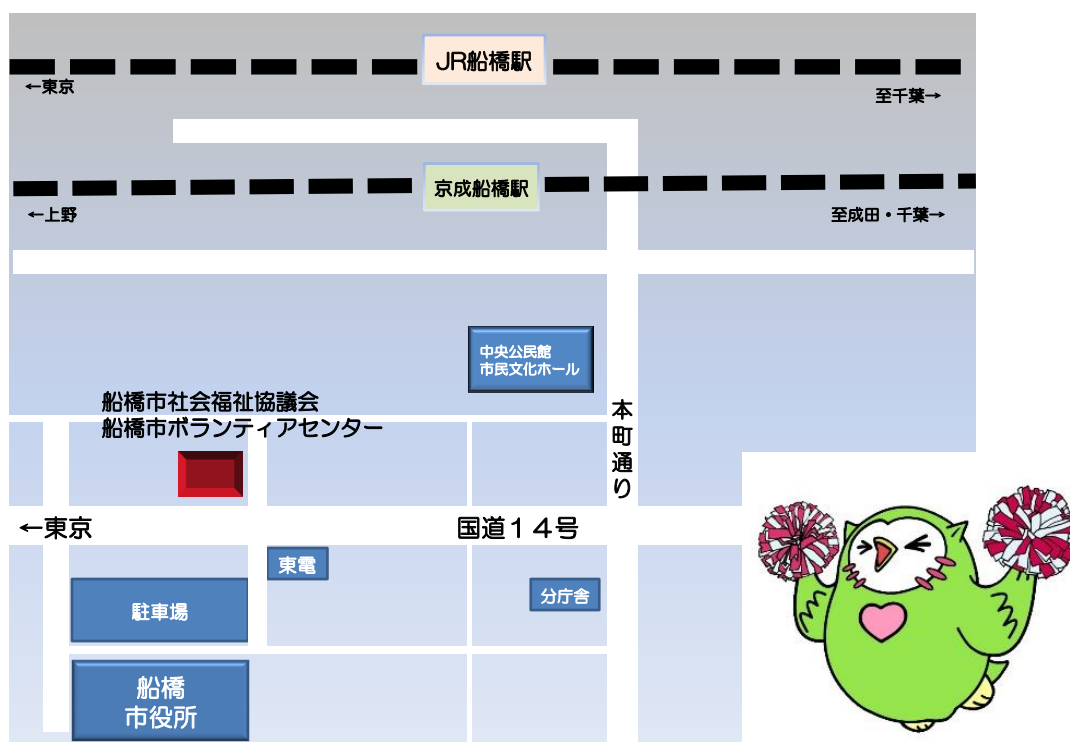 JR船橋駅
←東京
至千葉→
京成船橋駅
←上野
至成田・千葉→
中央公民館
市民文化ホール
船橋市社会福祉協議会
船橋市ボランティアセンター
本町通り
←東京
国道１４号
東電
分庁舎
駐車場
船橋
市役所